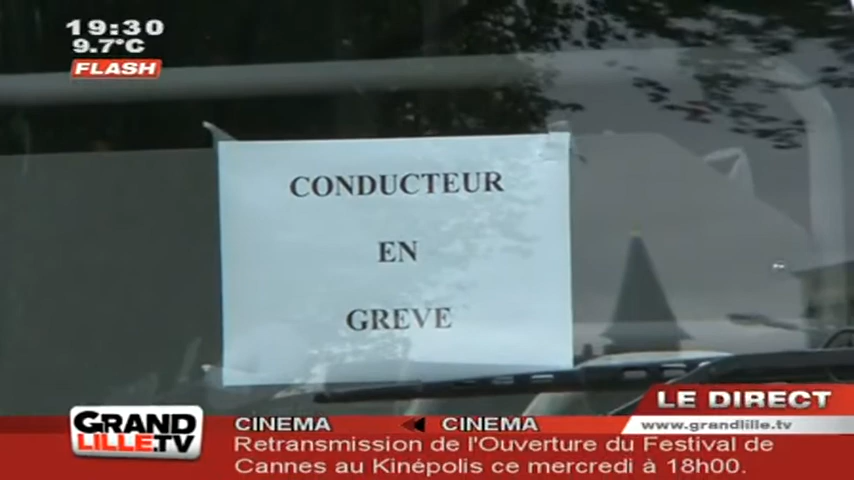 19:30
9.7°C
FLASH
CONDUCTEUR
EN
GREVE
LE DIRECT
www.grandlille.tv
GRAND
LILLE.TV
CINEMA CINEMA
Retransmission de l'Ouverture du Festival de
Cannes au Kinépolis ce mercredi à 18h00.